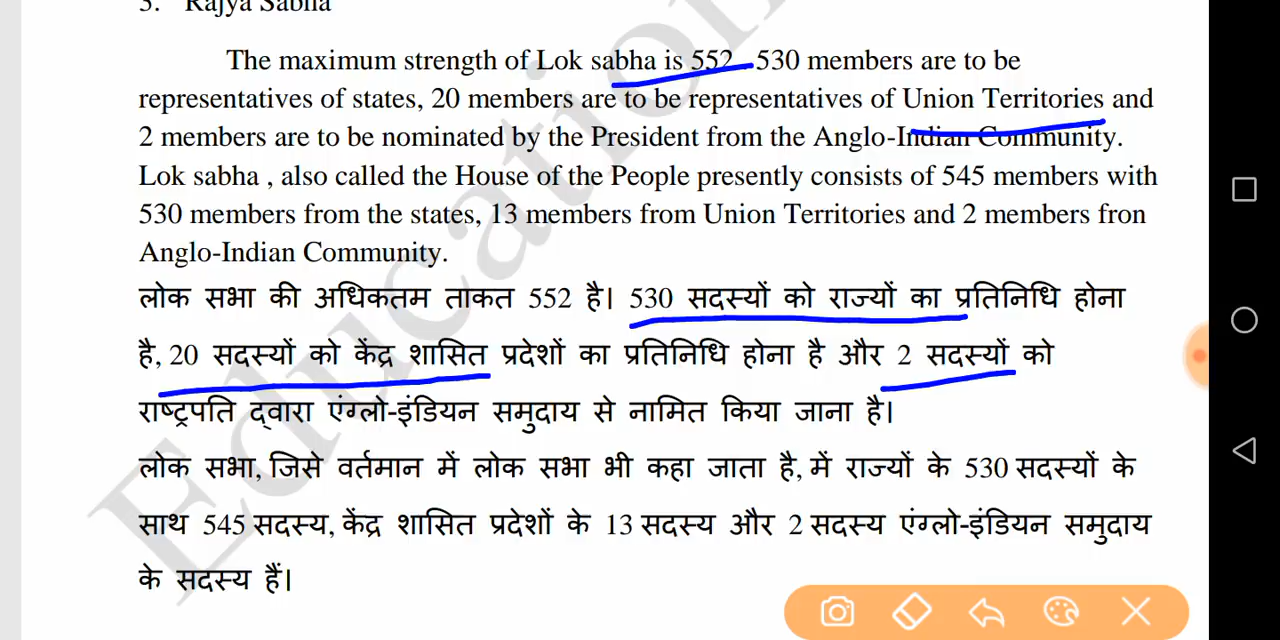 3. Rajya Sabha
The maximum strength of Lok sabha is 552 . 530 members are to be
representatives of states, 20 members are to be representatives of Union Territories and
2 members are to be nominated by the President from the Anglo-Indian Community.
Lok sabha , also called the House of the People presently consists of 545 members with
530 members from the states, 13 members from Union Territories and 2 members fron
Anglo-Indian Community.
लोक सभा की अधिकतम ताकत 552 है। 530 सदस्यों को राज्यों का प्रतिनिधि होना
है, 20 सदस्यों को केंद्र शासित प्रदेशों का प्रतिनिधि होना है और 2 सदस्यों को
राष्ट्रपति द्वारा एंग्लो-इंडियन समुदाय से नामित किया जाना है।
लोक सभा, जिसे वर्तमान में लोक सभा भी कहा जाता है, में राज्यों के 530 सदस्यों के
साथ 545 सदस्य, केंद्र शासित प्रदेशों के 13 सदस्य और 2 सदस्य एंग्लो-इंडियन समुदाय
के सदस्य हैं।
Education